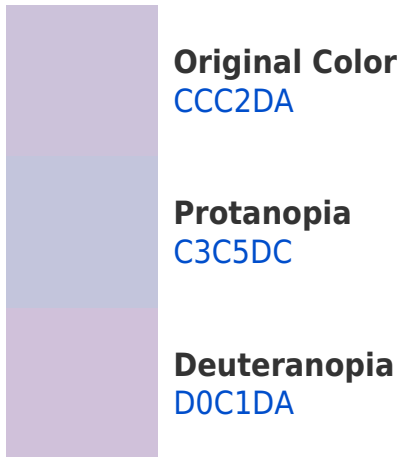 Original Color
CCC2DA
Protanopia
C3C5DC
Deuteranopia
D0C1DA